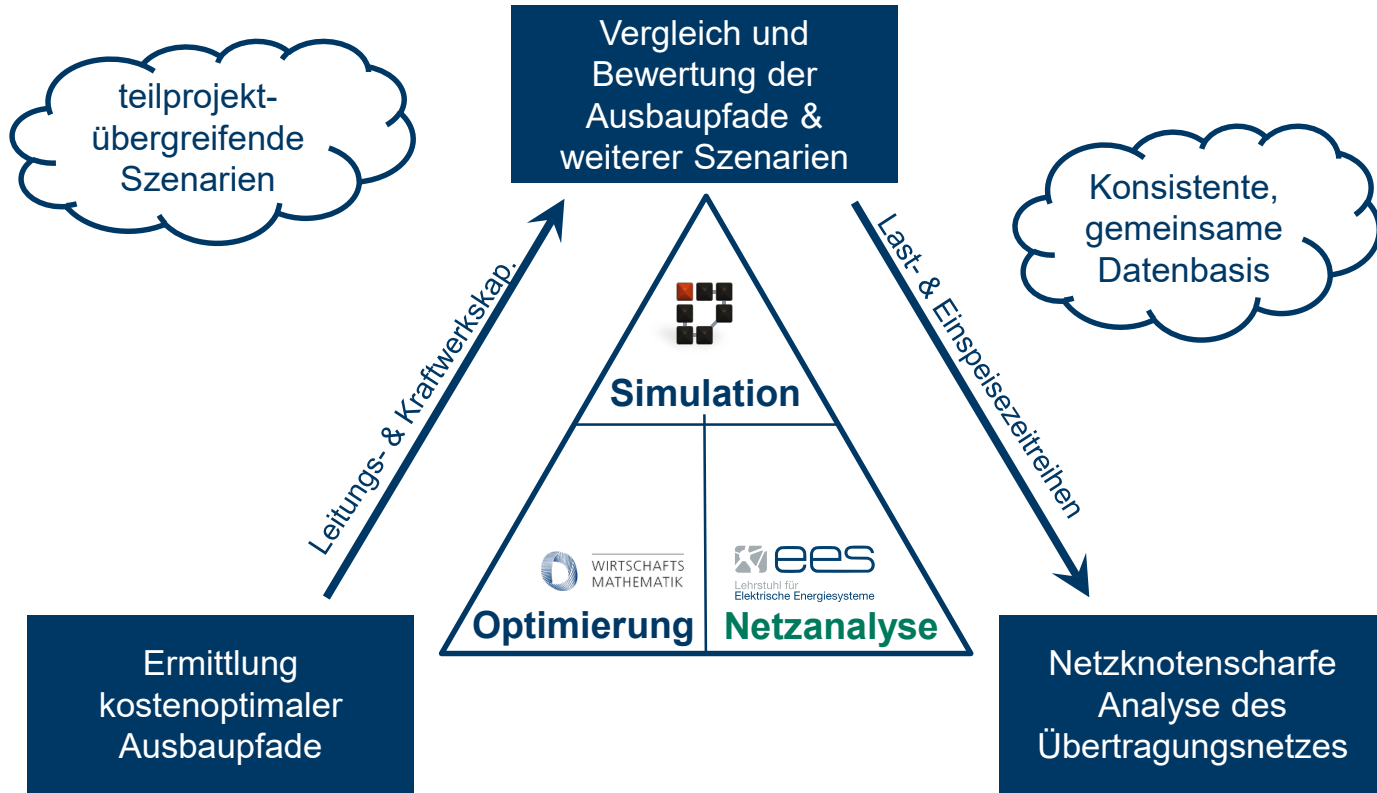 Vergleich und
Bewertung der
Ausbaupfade &
weiterer Szenarien
teilprojekt-
übergreifende
Szenarien
Konsistente,
gemeinsame
Datenbasis
Leitungs- & Kraftwerkskap.
Last- & Einspeisezeitreihen
Simulation
WIRTSCHAFTS
MATHEMATIK
Optimierung
ees
Lehrstuhl für
Elektrische Energiesysteme
Netzanalyse
Ermittlung
kostenoptimaler
Ausbaupfade
Netzknotenscharfe
Analyse des
Übertragungsnetzes